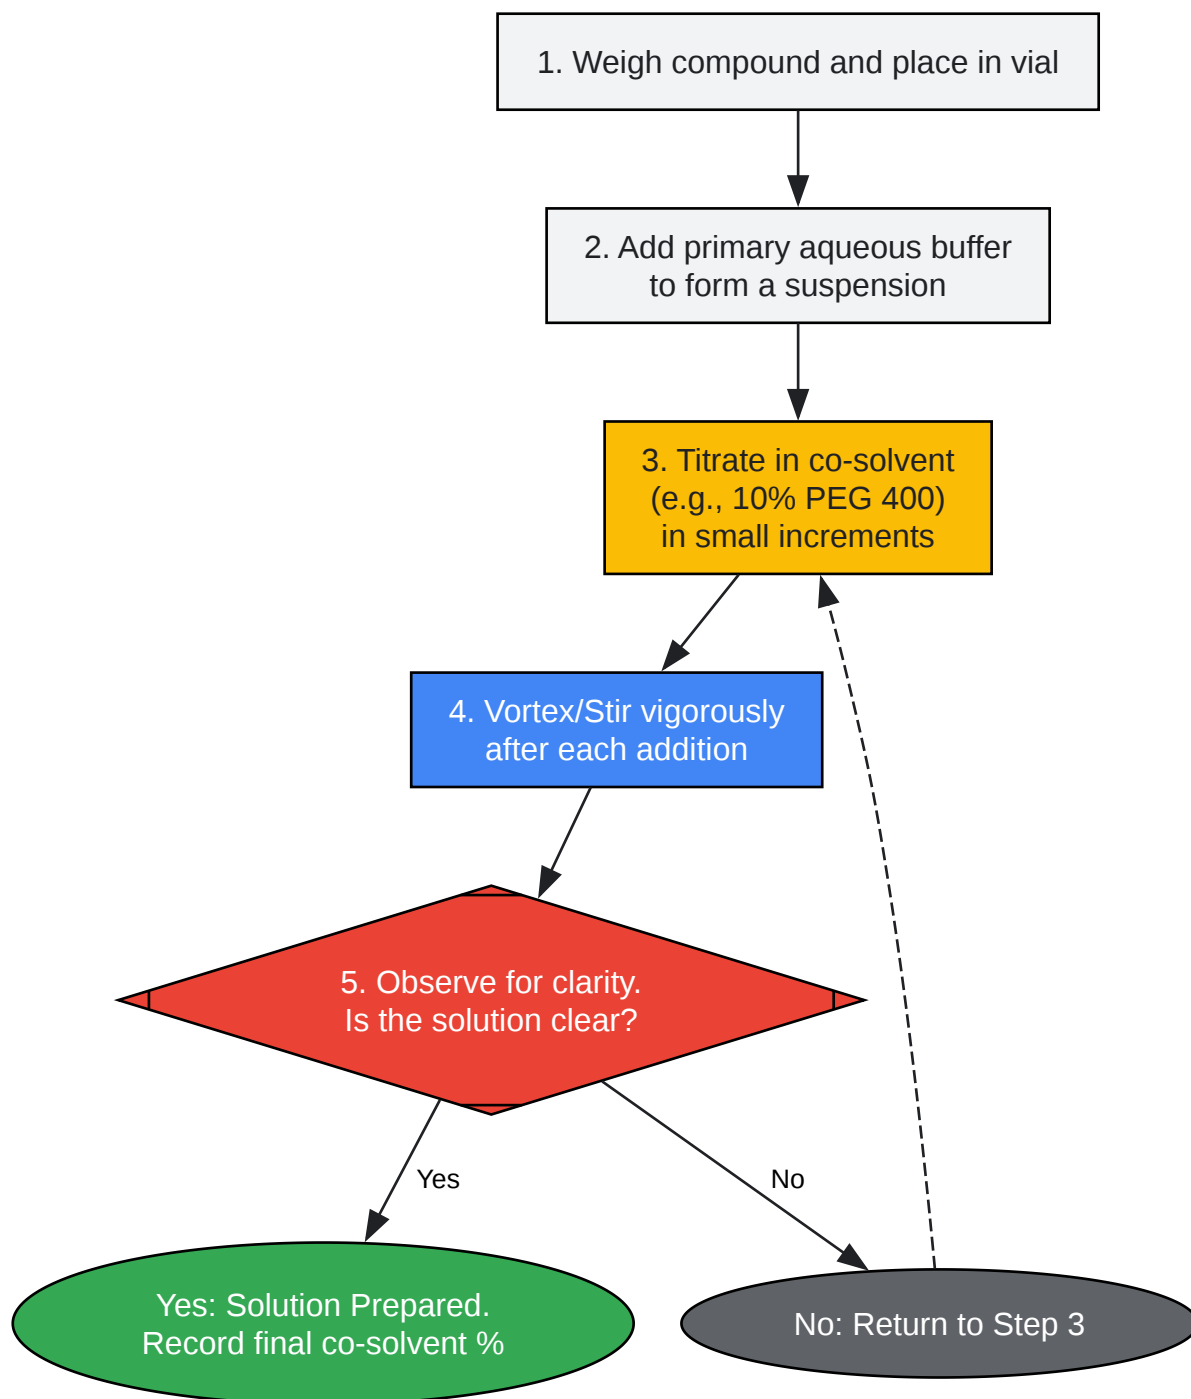 1. Weigh compound and place in vial
2. Add primary aqueous buffer
to form a suspension
3. Titrate in co-solvent
(e.g., 10% PEG 400)
in small increments
4. Vortex/Stir vigorously
after each addition
5. Observe for clarity.
Is the solution clear?
Yes
No
Yes: Solution Prepared.
Record final co-solvent %
No: Return to Step 3